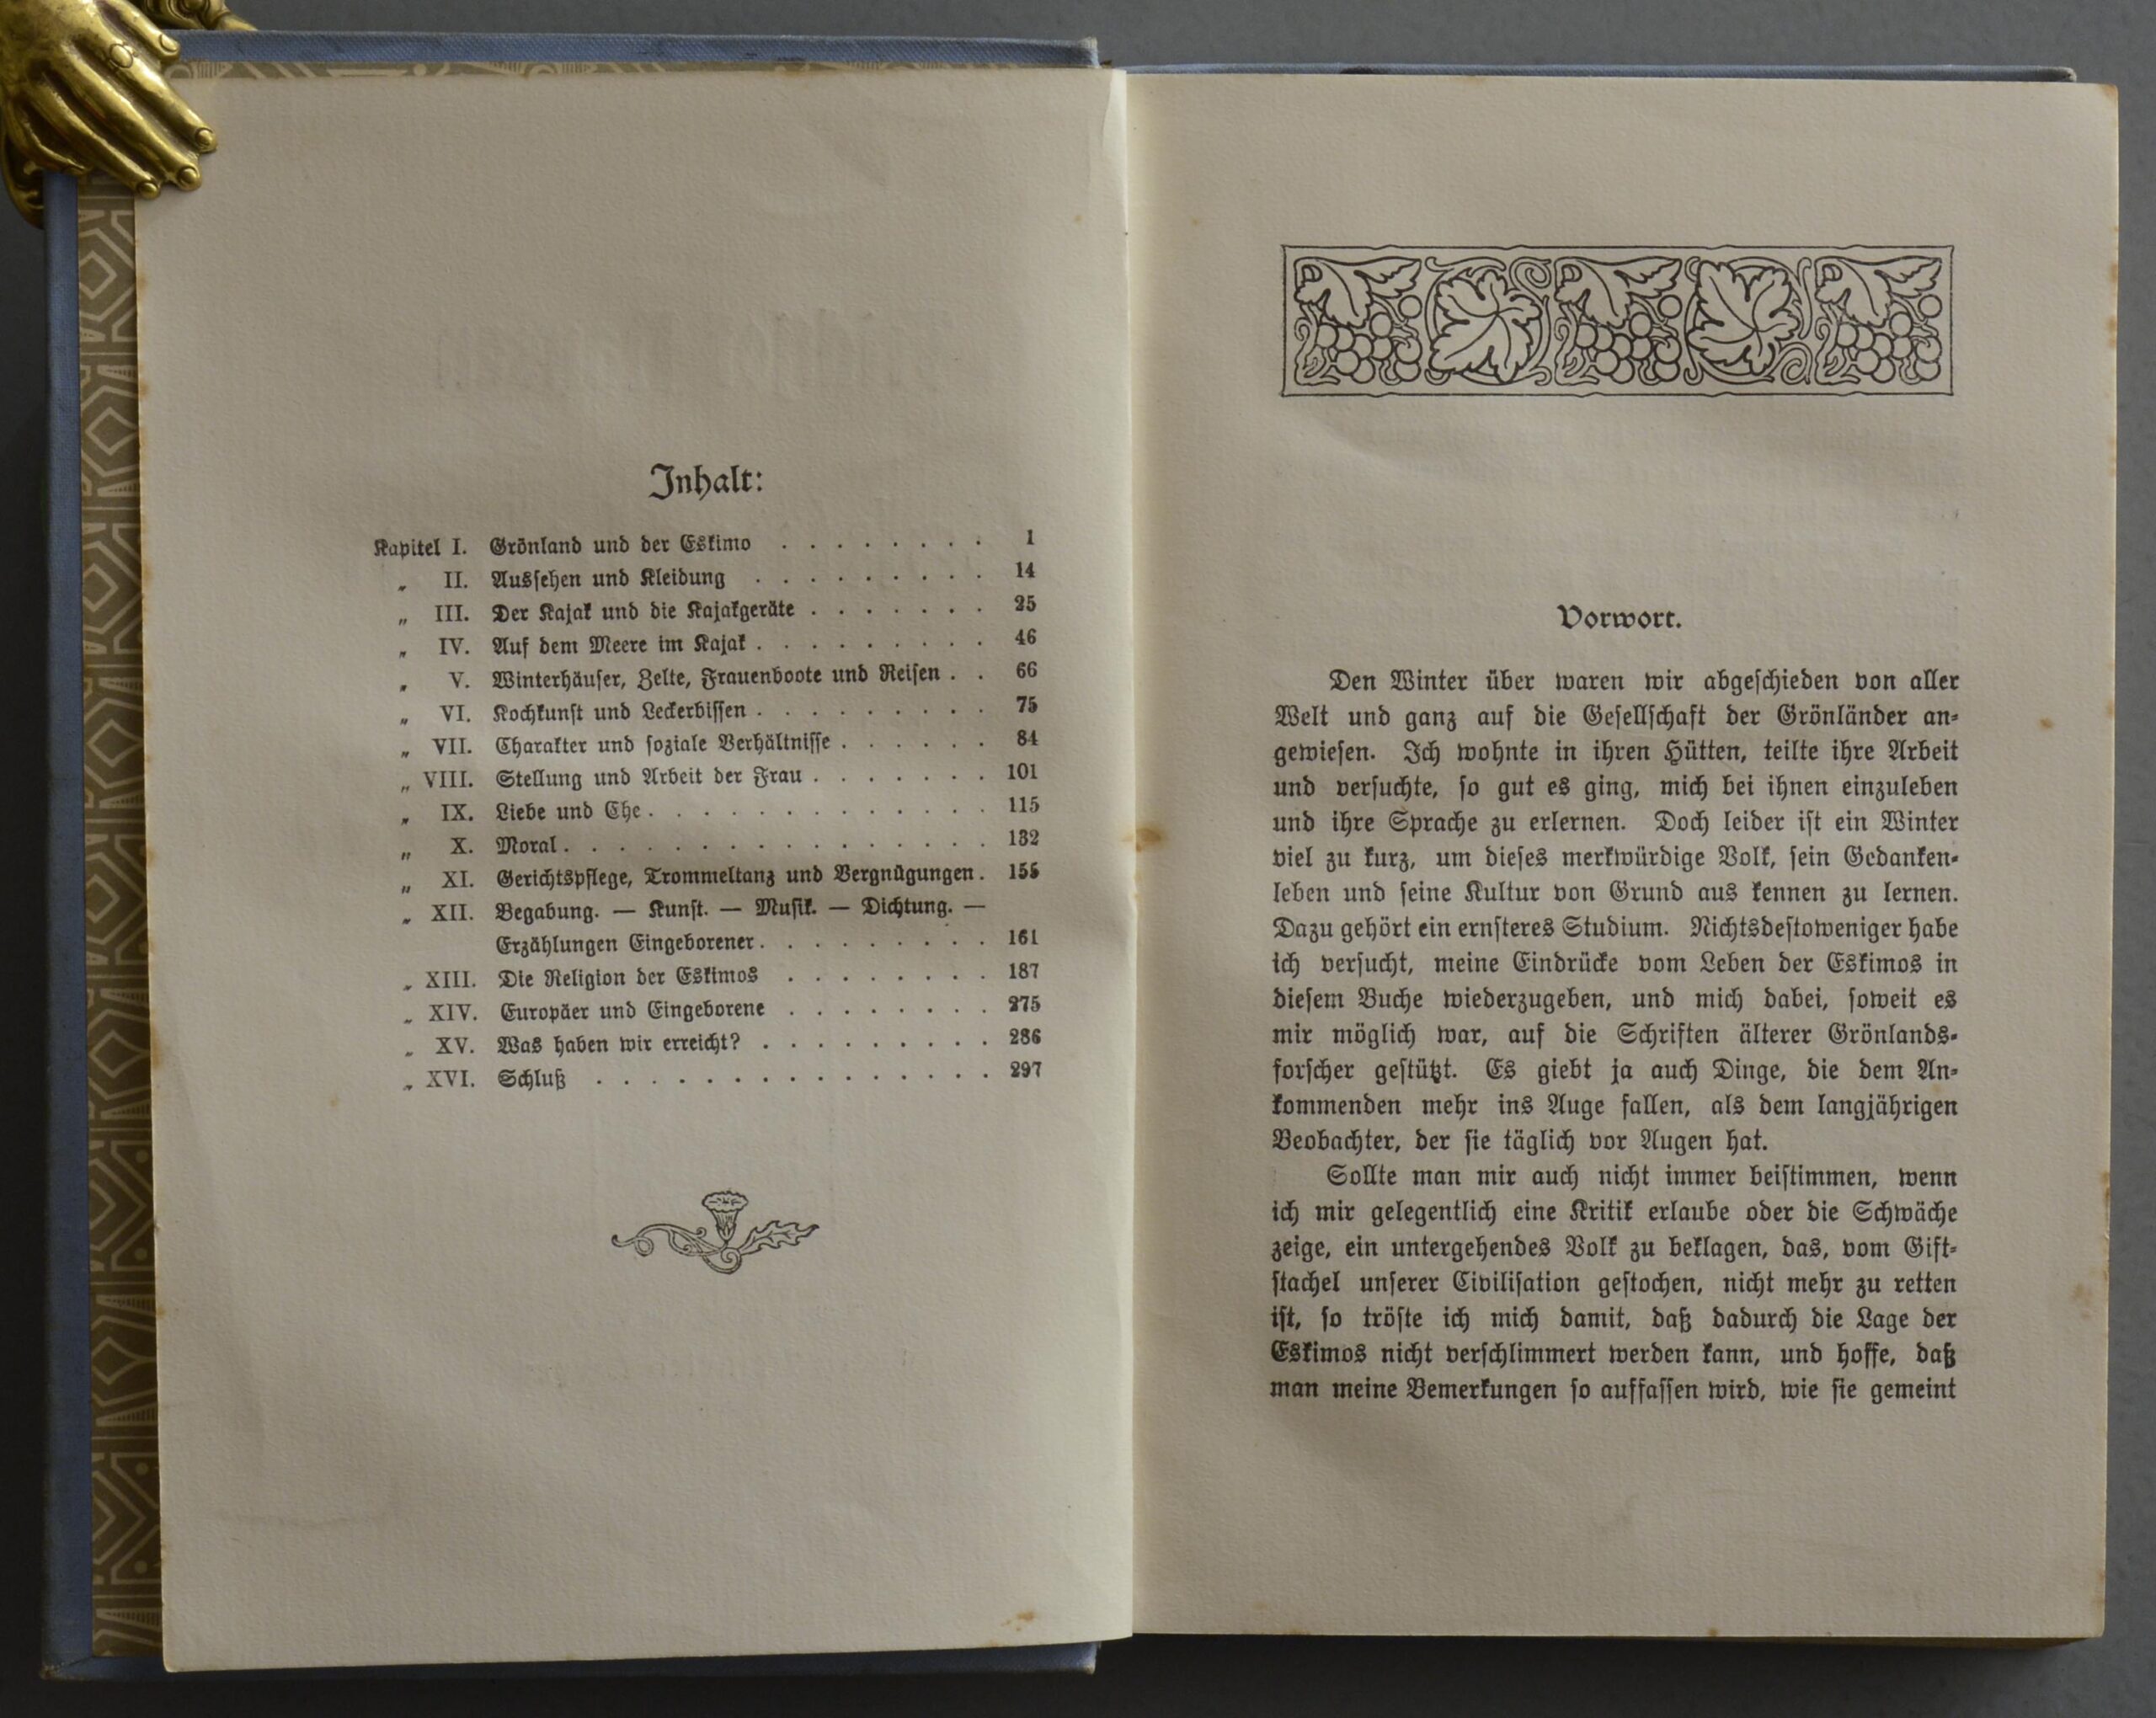 Inhalt:
Kapitel I. Grönland und der Eskimo . . . . . . . . 1
„ II. Aussehen und Kleidung . . . . . . . . . 14
„ III. Der Kajak und die Kajakgeräte . . . . . . . 25
„ IV. Auf dem Meere im Kajak . . . . . . . . . 46
„ V. Winterhäuser, Zelte, Frauenboote und Reisen . . 66
„ VI. Kochkunst und Leckerbissen . . . . . . . . . 75
„ VII. Charakter und soziale Verhältnisse . . . . . . 84
„ VIII. Stellung und Arbeit der Frau . . . . . . . 101
„ IX. Liebe und Ehe . . . . . . . . . . . . . 115
„ X. Moral . . . . . . . . . . . . . . . . 132
„ XI. Gerichtspflege, Trommeltanz und Vergnügungen . 155
„ XII. Begabung. — Kunst. — Musik. — Dichtung. —
Erzählungen Eingeborener . . . . . . . . . 161
„ XIII. Die Religion der Eskimos . . . . . . . . 187
„ XIV. Europäer und Eingeborene . . . . . . . . 275
„ XV. Was haben wir erreicht? . . . . . . . . . 286
„ XVI. Schluß . . . . . . . . . . . . . . . 297
Vorwort.
Den Winter über waren wir abgeschieden von aller
Welt und ganz auf die Gesellschaft der Grönländer an-
gewiesen. Ich wohnte in ihren Hütten, teilte ihre Arbeit
und versuchte, so gut es ging, mich bei ihnen einzuleben
und ihre Sprache zu erlernen. Doch leider ist ein Winter
viel zu kurz, um dieses merkwürdige Volk, sein Gedanken-
leben und seine Kultur von Grund aus kennen zu lernen.
Dazu gehört ein ernsteres Studium. Nichtsdestoweniger habe
ich versucht, meine Eindrücke vom Leben der Eskimos in
diesem Buche wiederzugeben, und mich dabei, soweit es
mir möglich war, auf die Schriften älterer Grönlands-
forscher gestützt. Es giebt ja auch Dinge, die dem An-
kommenden mehr ins Auge fallen, als dem langjährigen
Beobachter, der sie täglich vor Augen hat.
Sollte man mir auch nicht immer beistimmen, wenn
ich mir gelegentlich eine Kritik erlaube oder die Schwäche
zeige, ein untergehendes Volk zu beklagen, das, vom Gift-
stachel unserer Civilisation gestochen, nicht mehr zu retten
ist, so tröste ich mich damit, daß dadurch die Lage der
Eskimos nicht verschlimmert werden kann, und hoffe, daß
man meine Bemerkungen so auffassen wird, wie sie gemeint